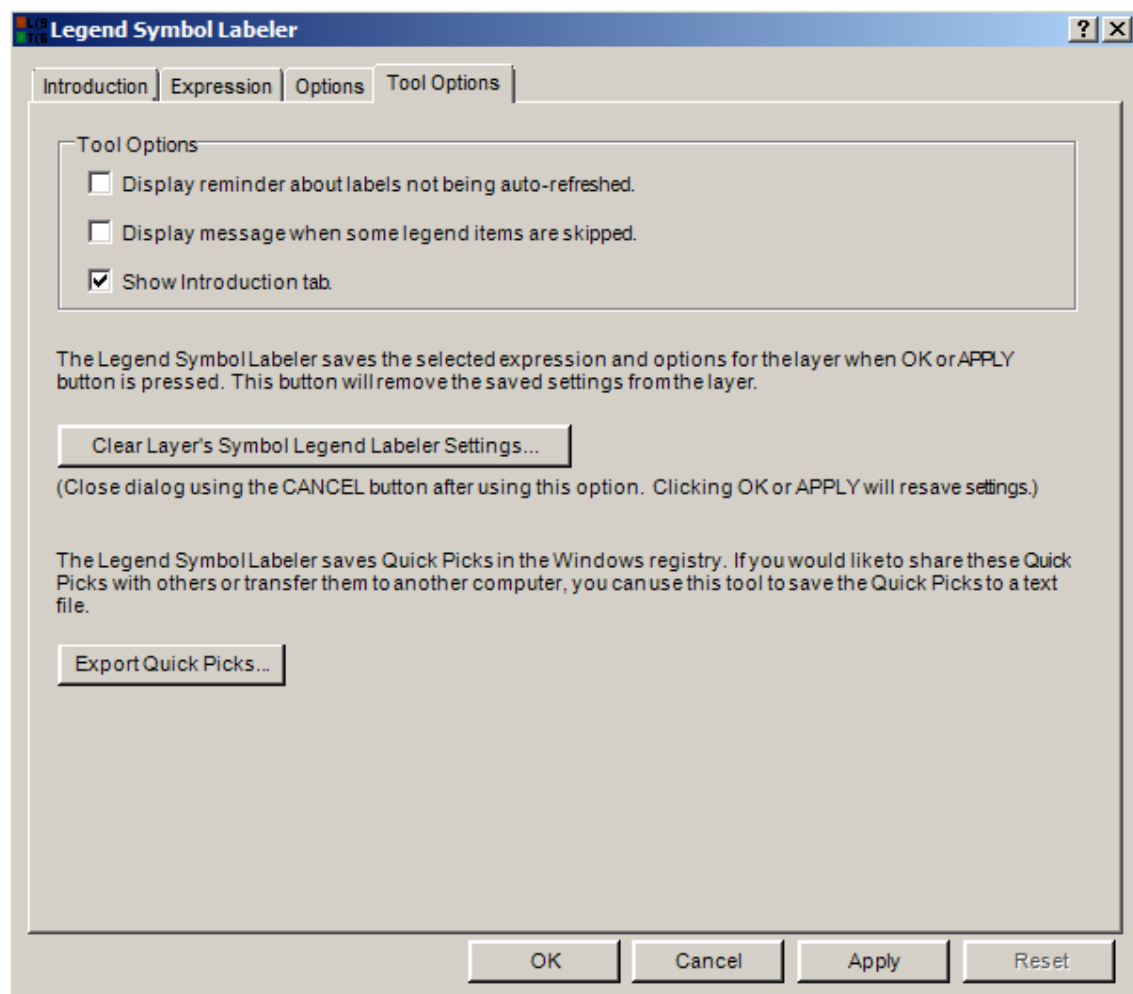 Legend Symbol Labeler
Introduction Expression Options Tool Options
Tool Options
Display reminder about labels not being auto-refreshed.
Display message when some legend items are skipped.
Show Introduction tab.
The Legend Symbol Labeler saves the selected expression and options for the layer when OK or APPLY
button is pressed. This button will remove the saved settings from the layer.
Clear Layer's Symbol Legend Labeler Settings...
(Close dialog using the CANCEL button after using this option. Clicking OK or APPLY will resave settings.)
The Legend Symbol Labeler saves Quick Picks in the Windows registry. If you would like to share these Quick
Picks with others or transfer them to another computer, you can use this tool to save the Quick Picks to a text
file.
Export Quick Picks...
OK Cancel Apply Reset